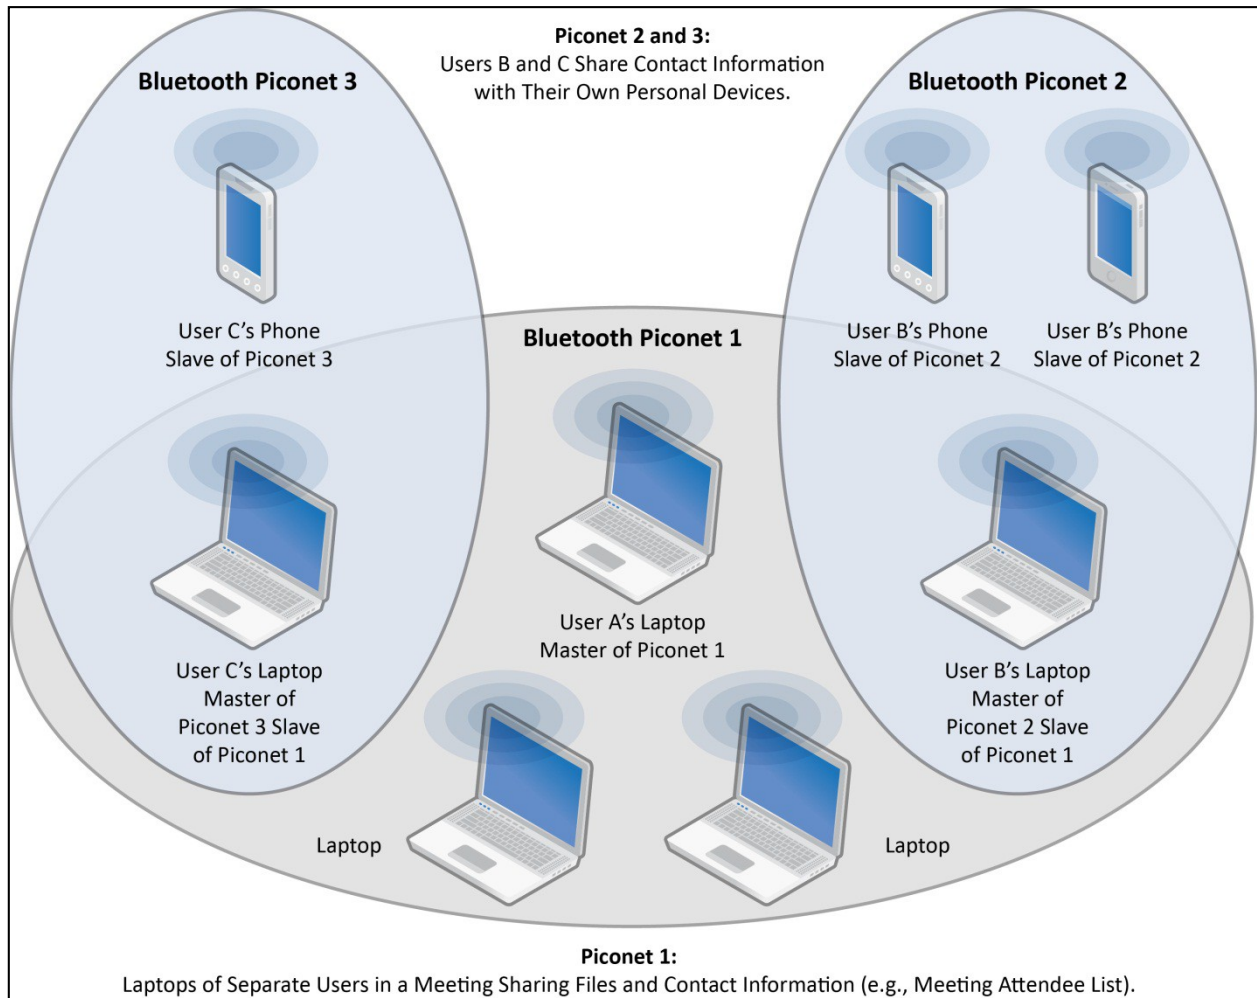 Piconet 2 and 3:
Users B and C Share Contact Information
with Their Own Personal Devices.
Bluetooth Piconet 3
Bluetooth Piconet 2
User C’s Phone
Slave of Piconet 3
User B’s Phone
Slave of Piconet 2
User B’s Phone
Slave of Piconet 2
Bluetooth Piconet 1
User A’s Laptop
Master of Piconet 1
User C’s Laptop
Master of
Piconet 3 Slave
of Piconet 1
User B’s Laptop
Master of
Piconet 2 Slave
of Piconet 1
Laptop
Laptop
Piconet 1:
Laptops of Separate Users in a Meeting Sharing Files and Contact Information (e.g., Meeting Attendee List).